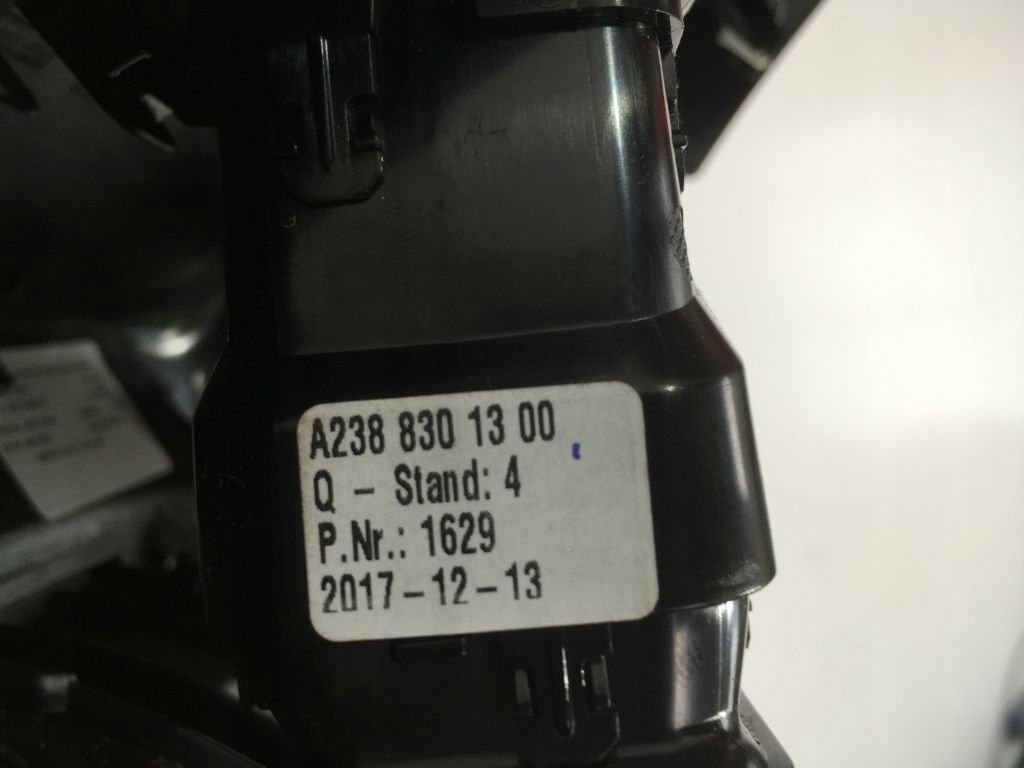 A238 830 13 00
Q - Stand: 4
P.Nr.: 1629
2017-12-13